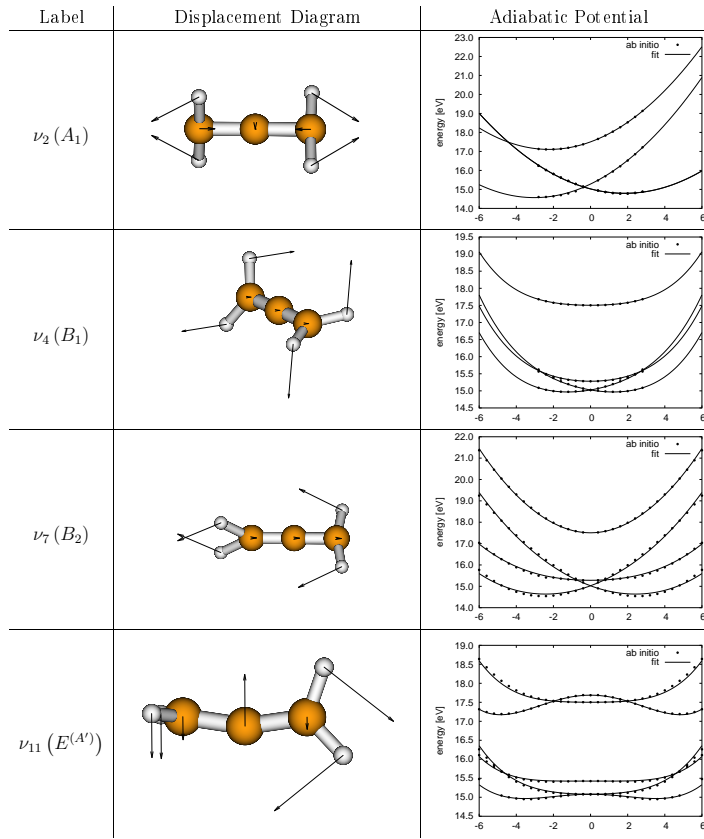 Label Displacement Diagram Adiabatic Potential
ν₂ (A₁)
energy [eV]
23.0
22.0
21.0
20.0
19.0
18.0
17.0
16.0
15.0
14.0
-6 -4 -2 0 2 4 6
ab initio
fit
ν₄ (B₁)
energy [eV]
19.5
19.0
18.5
18.0
17.5
17.0
16.5
16.0
15.5
15.0
14.5
-6 -4 -2 0 2 4 6
ab initio
fit
ν₇ (B₂)
energy [eV]
22.0
21.0
20.0
19.0
18.0
17.0
16.0
15.0
14.0
-6 -4 -2 0 2 4 6
ab initio
fit
ν₁₁ (E^(A′))
energy [eV]
19.0
18.5
18.0
17.5
17.0
16.5
16.0
15.5
15.0
14.5
-6 -4 -2 0 2 4 6
ab initio
fit